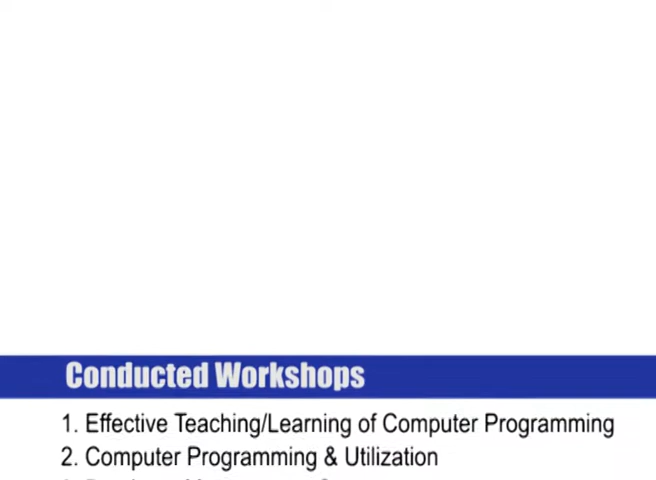 Conducted Workshops
1. Effective Teaching/Learning of Computer Programming
2. Computer Programming & Utilization